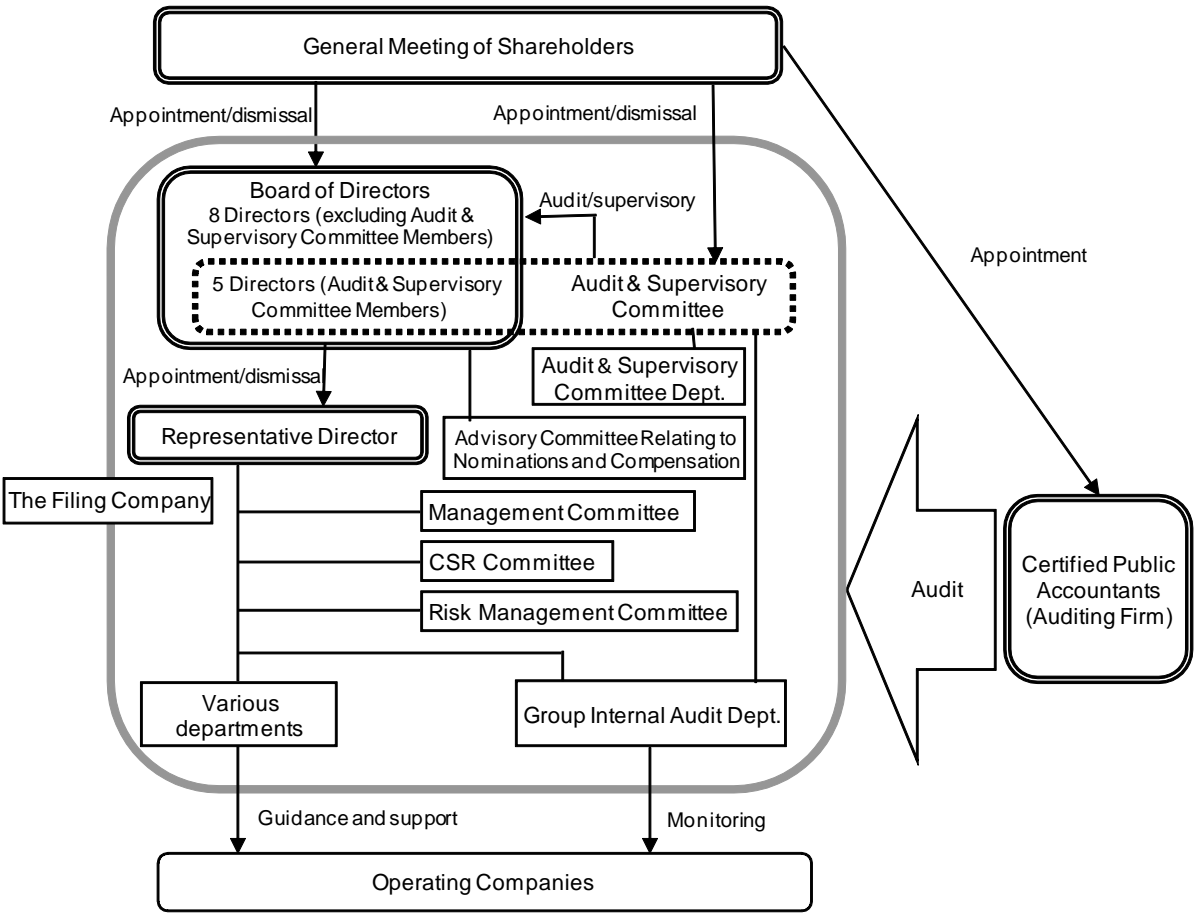 General Meeting of Shareholders
Appointment/dismissal
Appointment/dismissal
Board of Directors
8 Directors (excluding Audit &
Supervisory Committee Members)
Audit/supervisory
Appointment
5 Directors (Audit & Supervisory
Committee Members)
Audit & Supervisory
Committee
Audit & Supervisory
Committee Dept.
Appointment/dismissal
Representative Director
Advisory Committee Relating to
Nominations and Compensation
The Filing Company
Management Committee
CSR Committee
Risk Management Committee
Audit
Certified Public
Accountants
(Auditing Firm)
Various
departments
Group Internal Audit Dept.
Guidance and support
Monitoring
Operating Companies